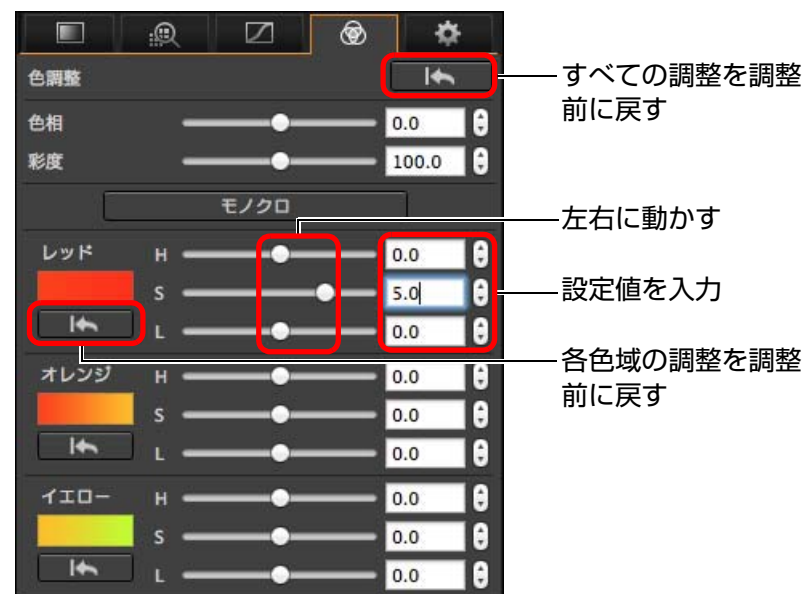 色調整
すべての調整を調整
前に戻す
色相 0.0
彩度 100.0
モノクロ
左右に動かす
レッド H 0.0
S 5.0
設定値を入力
L 0.0
各色域の調整を調整
前に戻す
オレンジ H 0.0
S 0.0
L 0.0
イエロー H 0.0
S 0.0
L 0.0